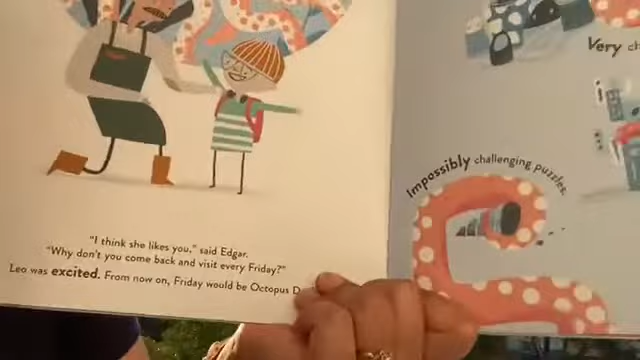 "I think she likes you," said Edgar.
"Why don't you come back and visit every Friday?"
Leo was excited. From now on, Friday would be Octopus D
Very ch
Impossibly challenging puzzles.